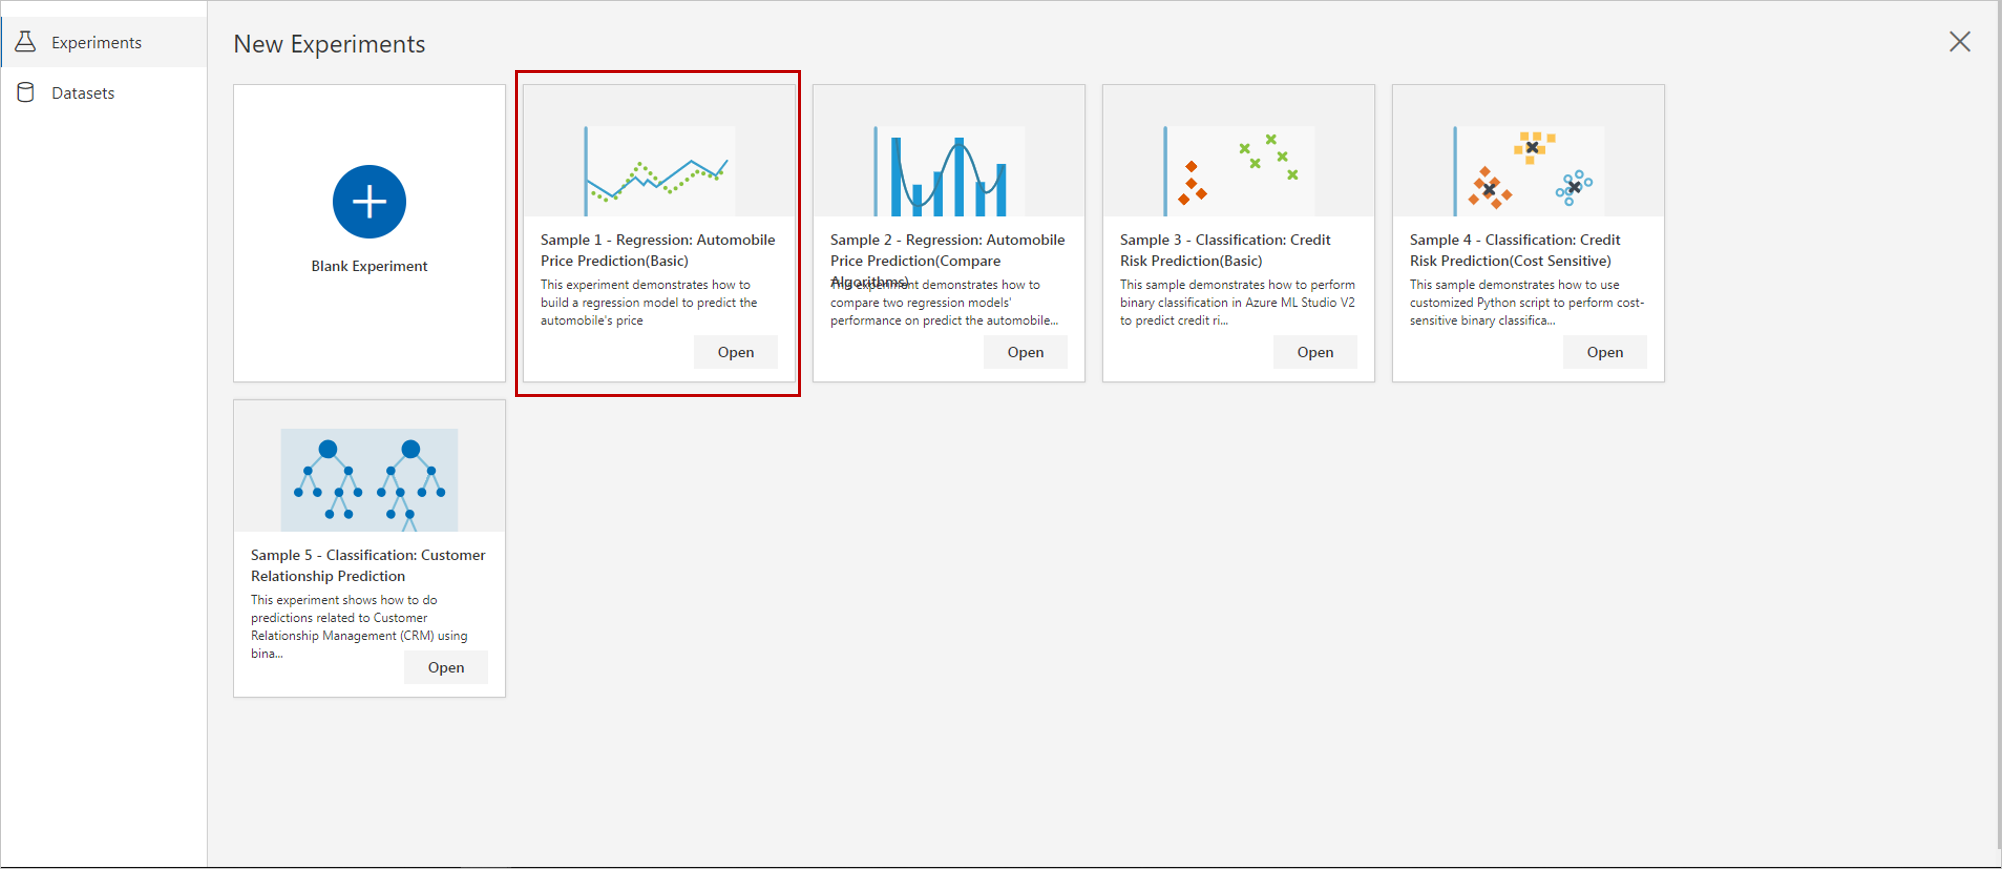 Experiments
Datasets
New Experiments
Blank Experiment
Sample 1 - Regression: Automobile
Price Prediction(Basic)
This experiment demonstrates how to
build a regression model to predict the
automobile's price
Open
Sample 2 - Regression: Automobile
Price Prediction(Compare
Algorithms)
This experiment demonstrates how to
compare two regression models'
performance on predict the automobile...
Open
Sample 3 - Classification: Credit
Risk Prediction(Basic)
This sample demonstrates how to perform
binary classification in Azure ML Studio V2
to predict credit ri...
Open
Sample 4 - Classification: Credit
Risk Prediction(Cost Sensitive)
This sample demonstrates how to use
customized Python script to perform cost-
sensitive binary classifica...
Open
Sample 5 - Classification: Customer
Relationship Prediction
This experiment shows how to do
predictions related to Customer
Relationship Management (CRM) using
bina...
Open